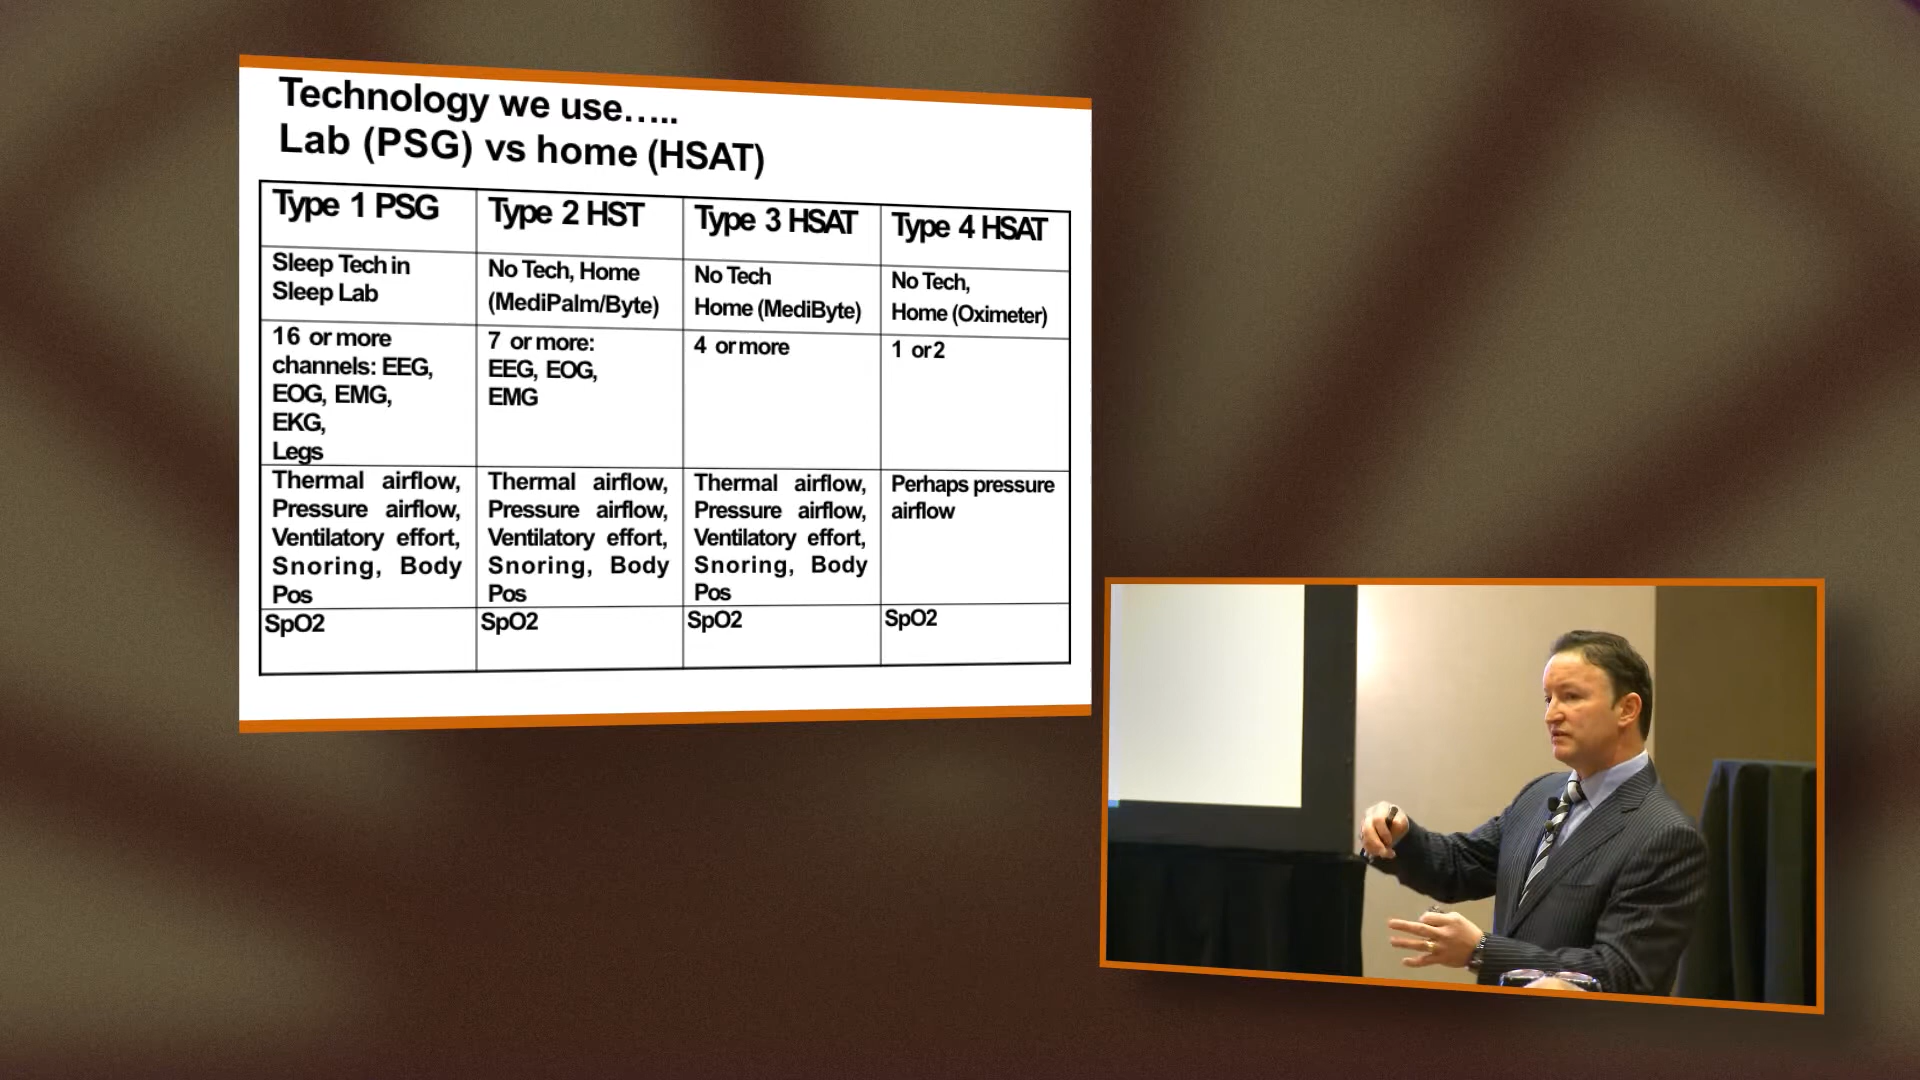 Technology we use.....
Lab (PSG) vs home (HSAT)
Type 1 PSG
Type 2 HST
Type 3 HSAT
Type 4 HSAT
Sleep Tech in
Sleep Lab
No Tech, Home
(MediPalm/Byte)
No Tech
Home (MediByte)
No Tech,
Home (Oximeter)
16 or more
channels: EEG,
EOG, EMG,
EKG,
Legs
7 or more:
EEG, EOG,
EMG
4 or more
1 or 2
Thermal airflow,
Pressure airflow,
Ventilatory effort,
Snoring, Body
Pos
Thermal airflow,
Pressure airflow,
Ventilatory effort,
Snoring, Body
Pos
Thermal airflow,
Pressure airflow,
Ventilatory effort,
Snoring, Body
Pos
Perhaps pressure
airflow
SpO2
SpO2
SpO2
SpO2